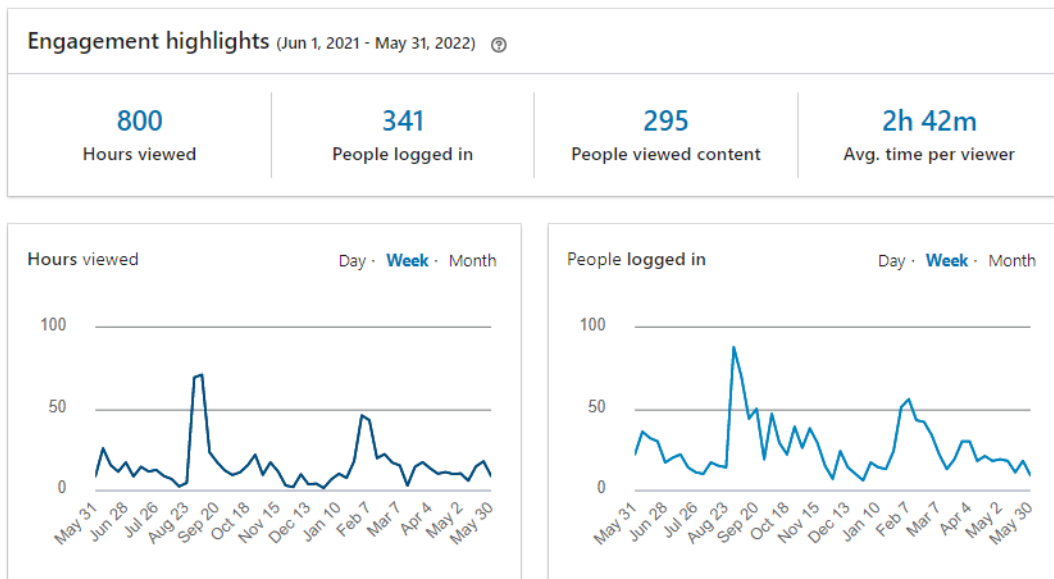 Engagement highlights (Jun 1, 2021 - May 31, 2022) ?
800
Hours viewed
341
People logged in
295
People viewed content
2h 42m
Avg. time per viewer
Hours viewed
Day · Week · Month
100
50
0
May 31
Jun 28
Jul 26
Aug 23
Sep 20
Oct 18
Nov 15
Dec 13
Jan 10
Feb 7
Mar 7
Apr 4
May 2
May 30
People logged in
Day · Week · Month
100
50
0
May 31
Jun 28
Jul 26
Aug 23
Sep 20
Oct 18
Nov 15
Dec 13
Jan 10
Feb 7
Mar 7
Apr 4
May 2
May 30